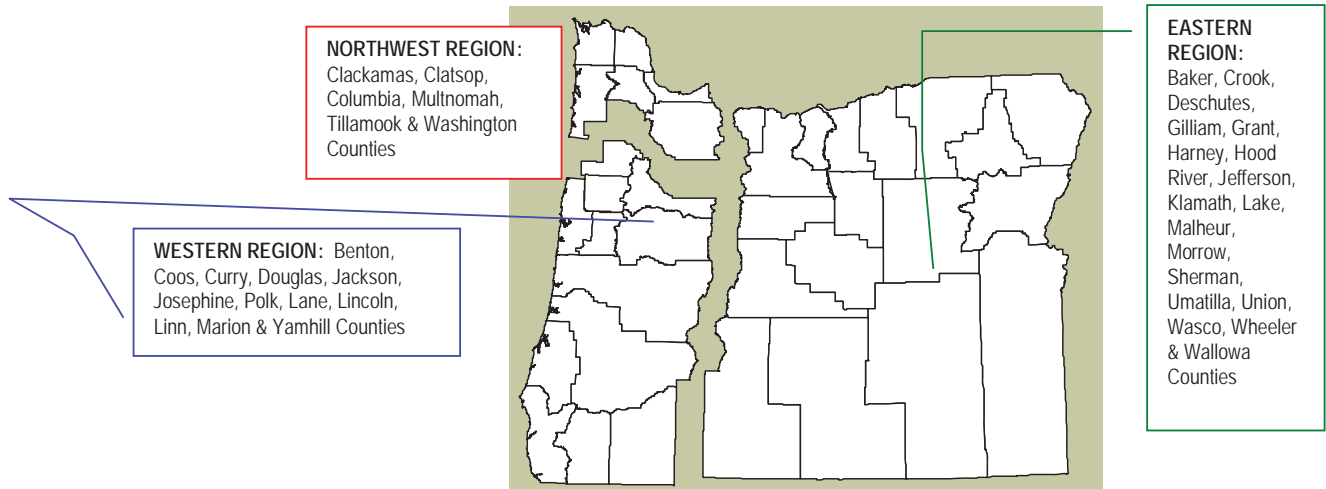 NORTHWEST REGION:
Clackamas, Clatsop,
Columbia, Multnomah,
Tillamook & Washington
Counties
WESTERN REGION: Benton,
Coos, Curry, Douglas, Jackson,
Josephine, Polk, Lane, Lincoln,
Linn, Marion & Yamhill Counties
EASTERN
REGION:
Baker, Crook,
Deschutes,
Gilliam, Grant,
Harney, Hood
River, Jefferson,
Klamath, Lake,
Malheur,
Morrow,
Sherman,
Umatilla, Union,
Wasco, Wheeler
& Wallowa
Counties